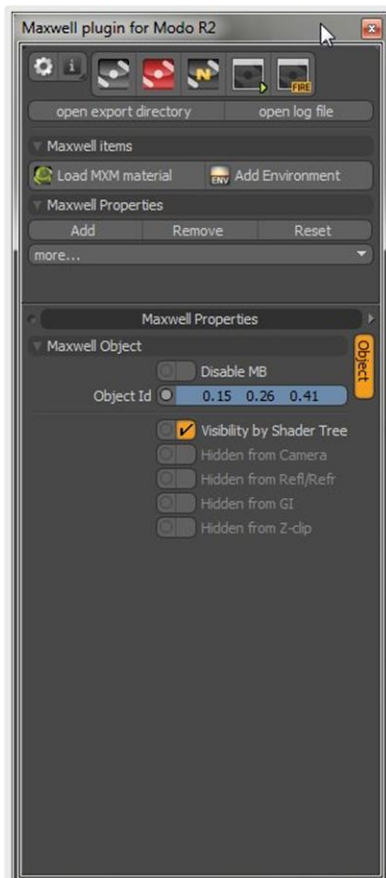 Maxwell plugin for Modo R2
i
N
FIRE
open export directory open log file
Maxwell items
Load MXM material ENV Add Environment
Maxwell Properties
Add Remove Reset
more...
Maxwell Properties
Maxwell Object
Object
Disable MB
Object Id 0.15 0.26 0.41
Visibility by Shader Tree
Hidden from Camera
Hidden from Refl/Refr
Hidden from GI
Hidden from Z-clip